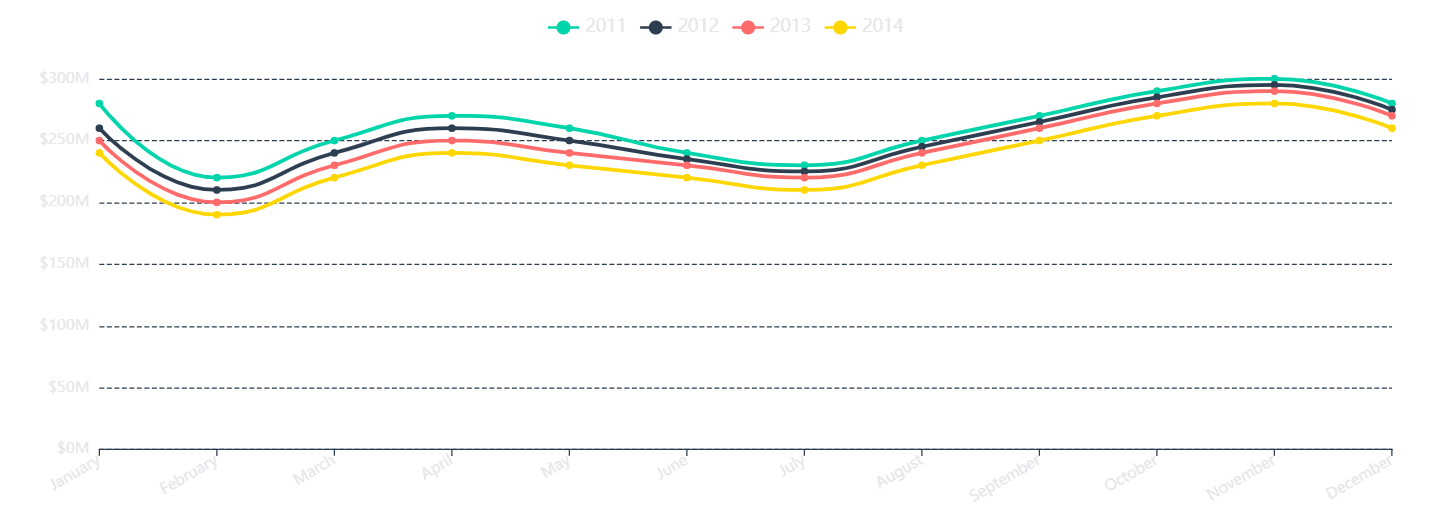 2011 2012 2013 2014
$300M
$250M
$200M
$150M
$100M
$50M
$0M
January February March April May June July August September October November December